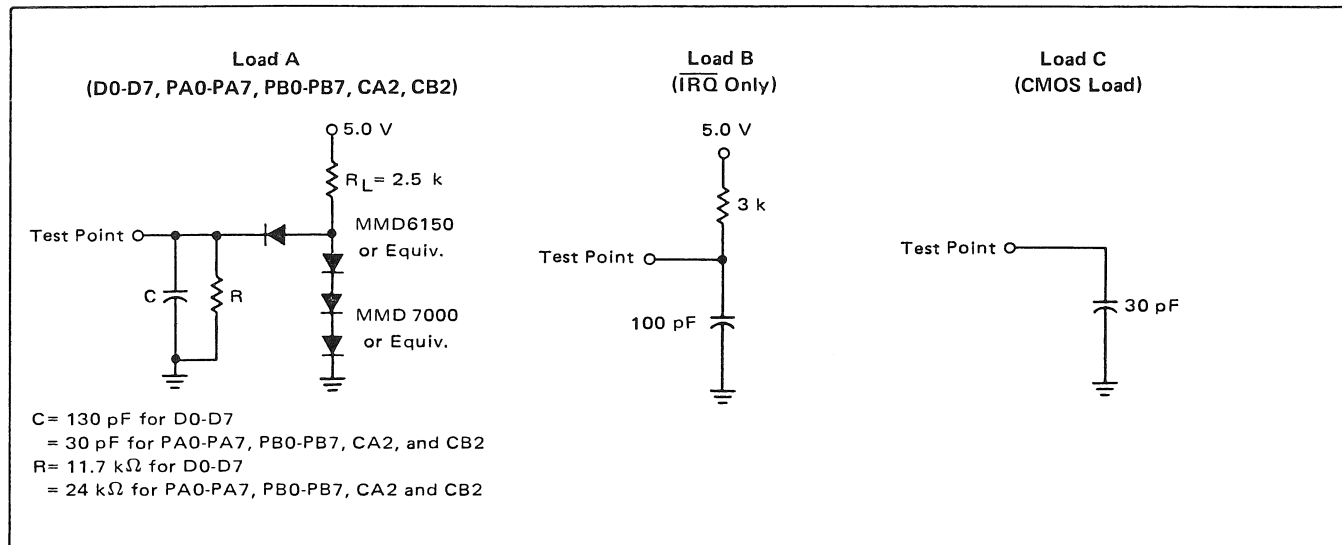 Load A
(D0-D7, PA0-PA7, PB0-PB7, CA2, CB2)
5.0 V
RL = 2.5 k
MMD6150
or Equiv.
Test Point
C
R
MMD 7000
or Equiv.
C = 130 pF for D0-D7
= 30 pF for PA0-PA7, PB0-PB7, CA2, and CB2
R = 11.7 kΩ for D0-D7
= 24 kΩ for PA0-PA7, PB0-PB7, CA2 and CB2
Load B
(I̅R̅Q̅ Only)
5.0 V
3 k
Test Point
100 pF
Load C
(CMOS Load)
Test Point
30 pF